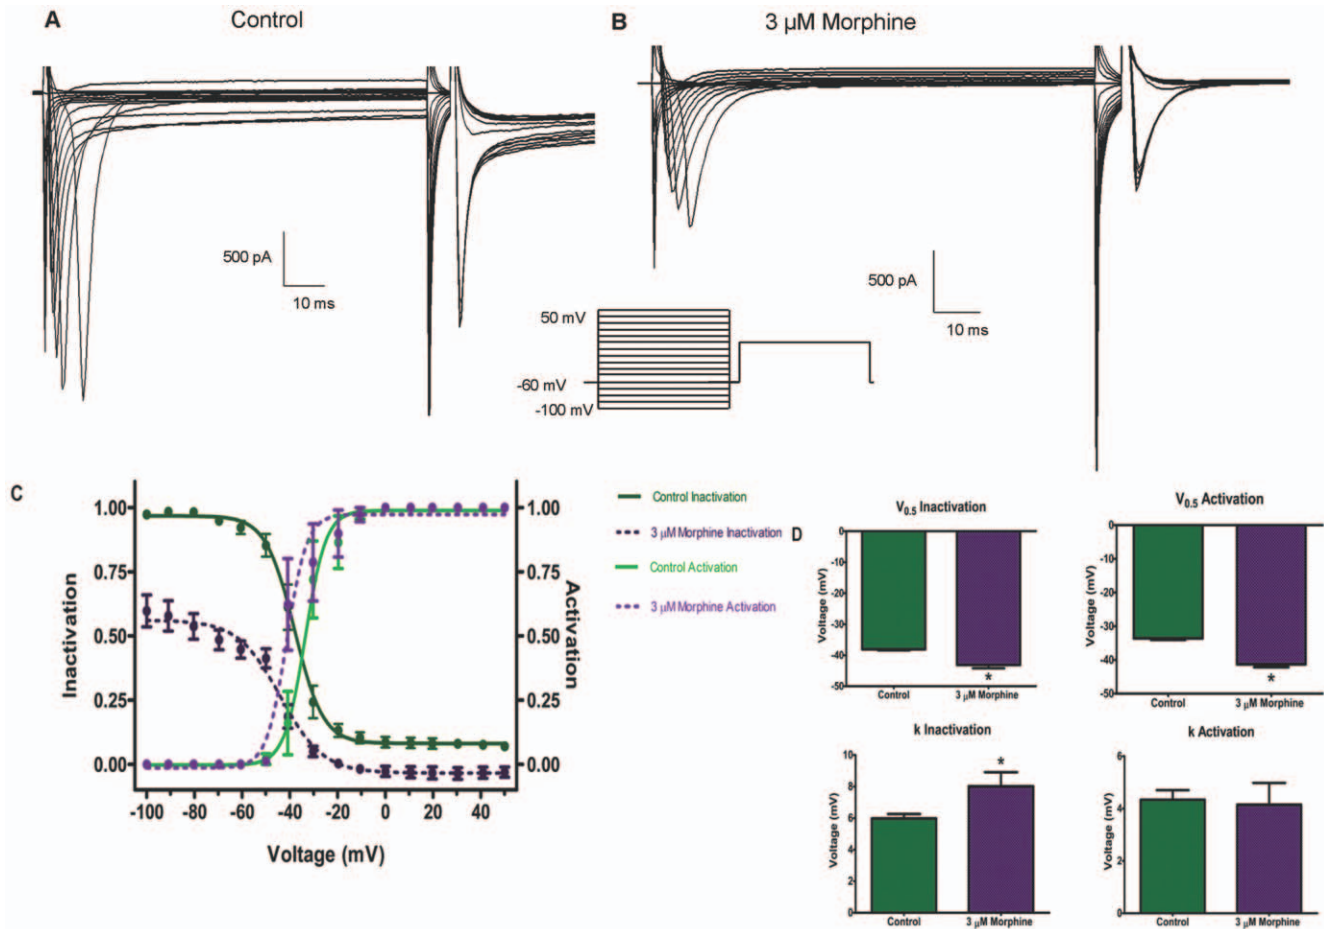 A
Control
B
3 µM Morphine
500 pA
10 ms
500 pA
10 ms
50 mV
-60 mV
-100 mV
C
1.00
0.75
0.50
0.25
0.00
Inactivation
1.00
0.75
0.50
0.25
0.00
Activation
-100
-80
-60
-40
-20
0
20
40
Voltage (mV)
Control Inactivation
3 µM Morphine Inactivation
Control Activation
3 µM Morphine Activation
D
V0.5 Inactivation
0
-10
-20
-30
-40
-50
Voltage (mV)
*
Control
3 µM Morphine
V0.5 Activation
0
-10
-20
-30
-40
-50
Voltage (mV)
*
Control
3 µM Morphine
k Inactivation
10
8
6
4
2
0
Voltage (mV)
*
Control
3 µM Morphine
k Activation
6
4
2
0
Voltage (mV)
Control
3 µM Morphine